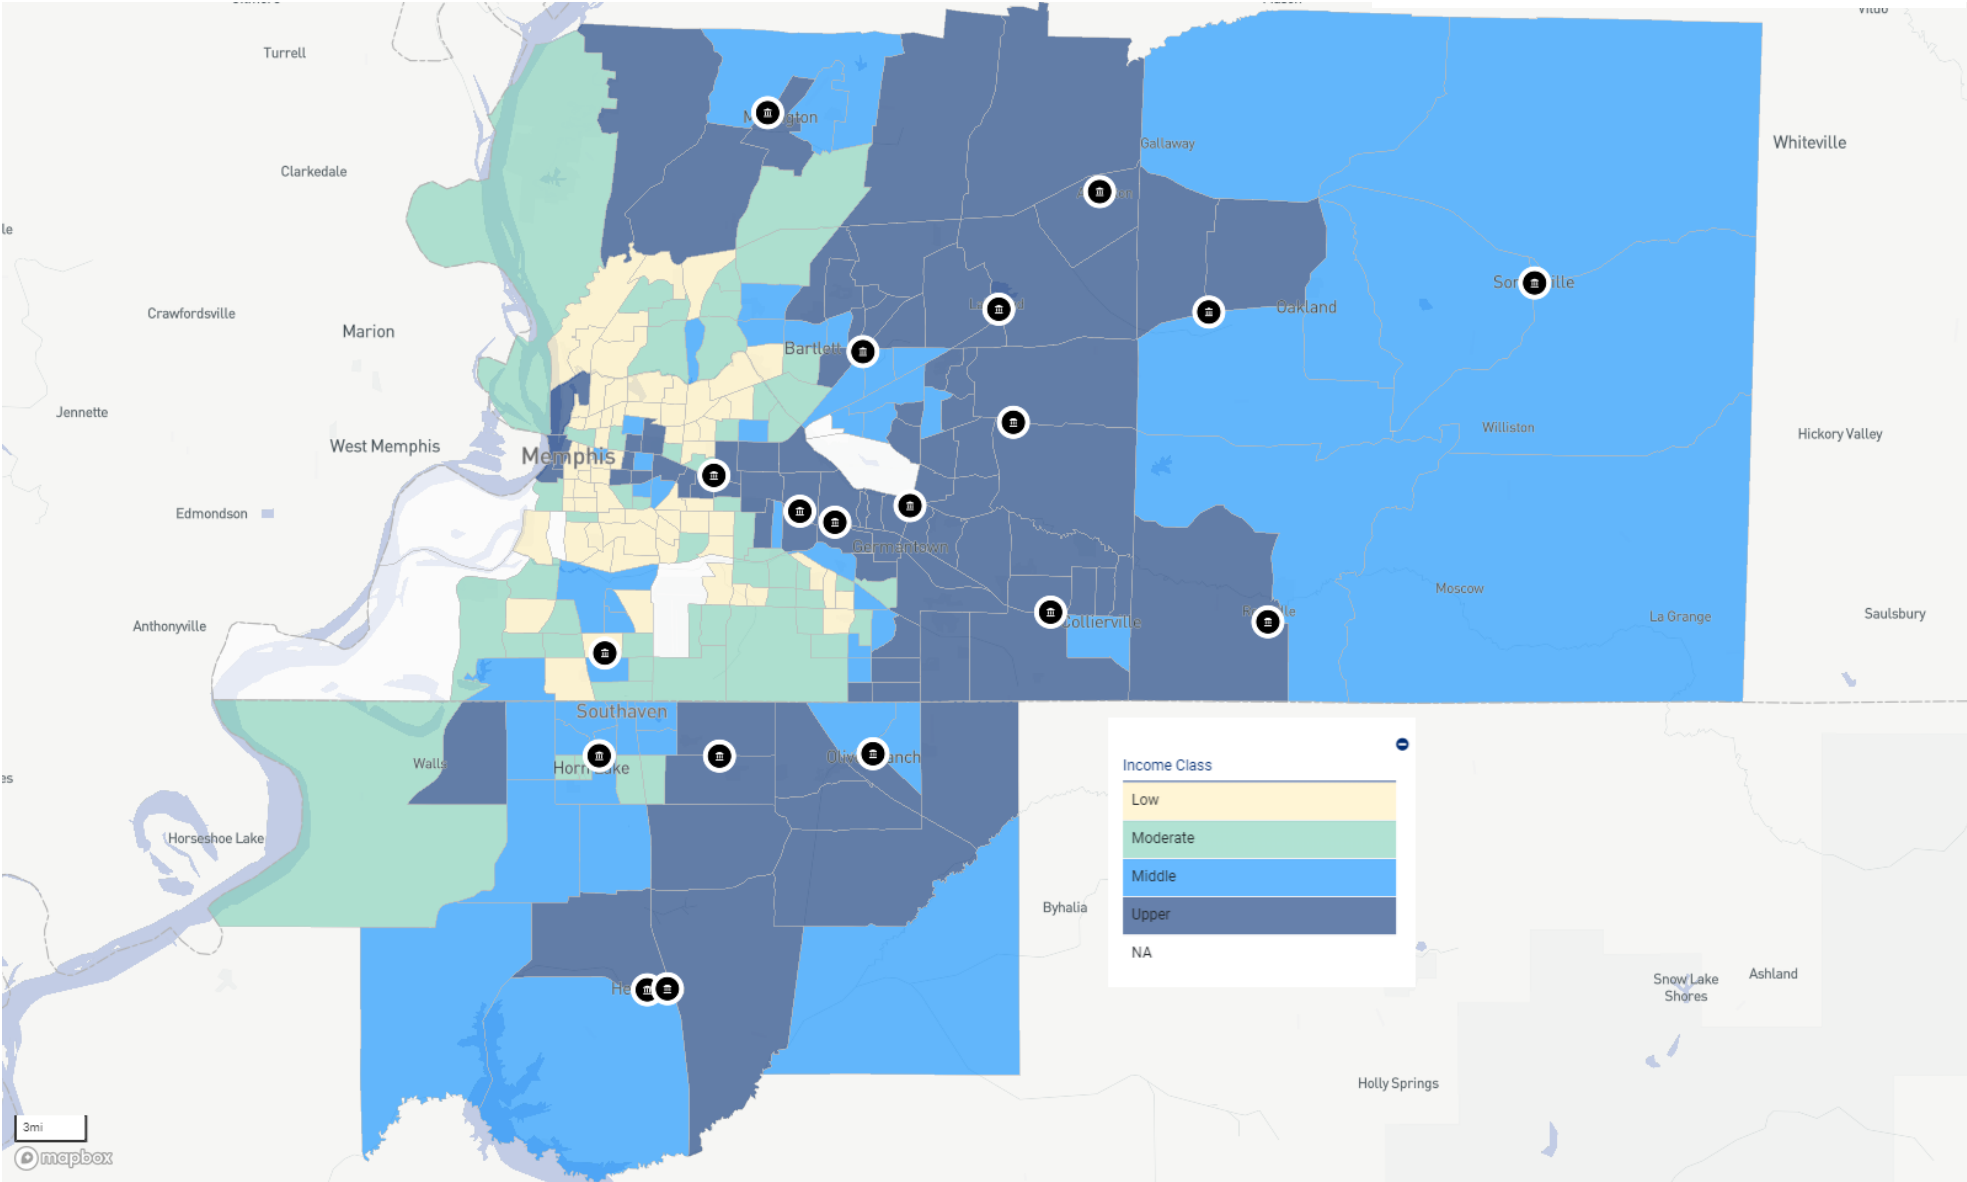 Turrell
Clarkedale
Gallaway
Whiteville
le
Crawfordsville
Marion
Oakland
Bartlett
Jennette
West Memphis
Memphis
Williston
Hickory Valley
Edmondson
Germantown
Moscow
La Grange
Saulsbury
Anthonyville
Collierville
Southaven
Walls
Horseshoe Lake
es
Income Class
Low
Moderate
Middle
Upper
NA
Byhalia
Snow Lake
Shores
Ashland
Holly Springs
3mi
mapbox